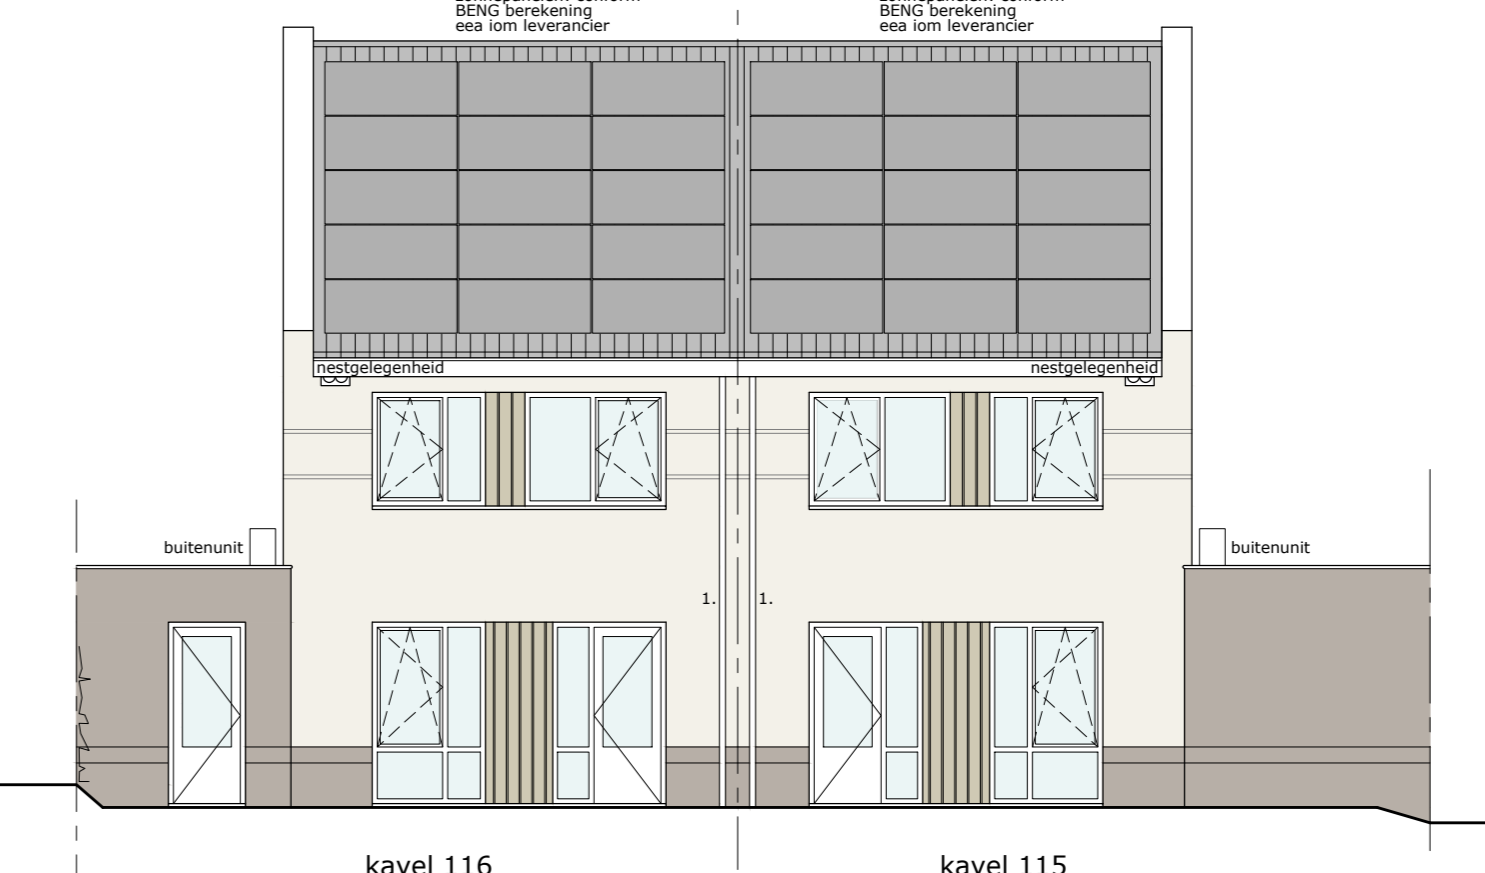 BENG berekening
eea iom leverancier
BENG berekening
eea iom leverancier
nestgelegenheid
nestgelegenheid
buitenunit
buitenunit
1.
1.
kavel 116
kavel 115